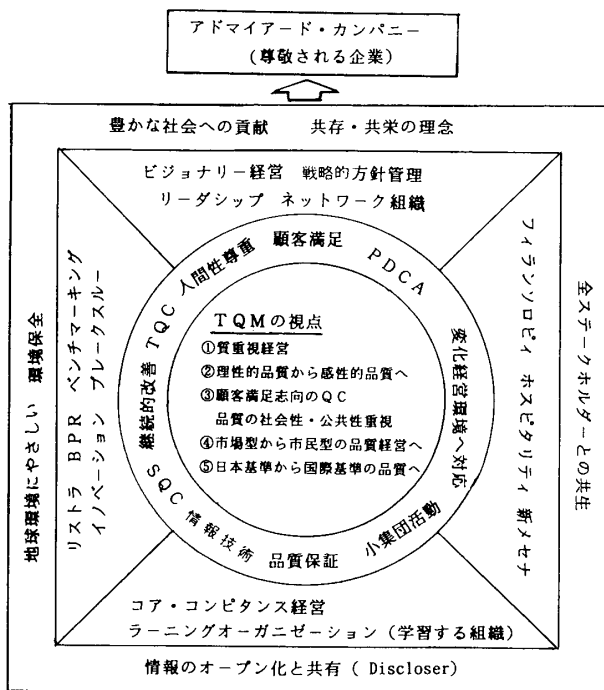 アドマイアード・カンパニー
(尊敬される企業)
豊かな社会への貢献 共存・共栄の理念
ビジョナリー経営 戦略的方針管理
リーダシップ ネットワーク組織
地球環境にやさしい 環境保全
リストラ BPR ベンチマーキング
イノベーション ブレークスルー
SQC 継続的改善 TQC 人間性尊重 顧客満足 PDCA
変化経営環境へ対応
小集団活動
品質保証
情報技術
TQMの視点
①質重視経営
②理性的品質から感性的品質へ
③顧客満足志向のQC
品質の社会性・公共性重視
④市場型から市民型の品質経営へ
⑤日本基準から国際基準の品質へ
フィランソロピィ ホスピタリティ 新メセナ
全ステークホルダーとの共生
コア・コンピタンス経営
ラーニングオーガニゼーション(学習する組織)
情報のオープン化と共有( Discloser)